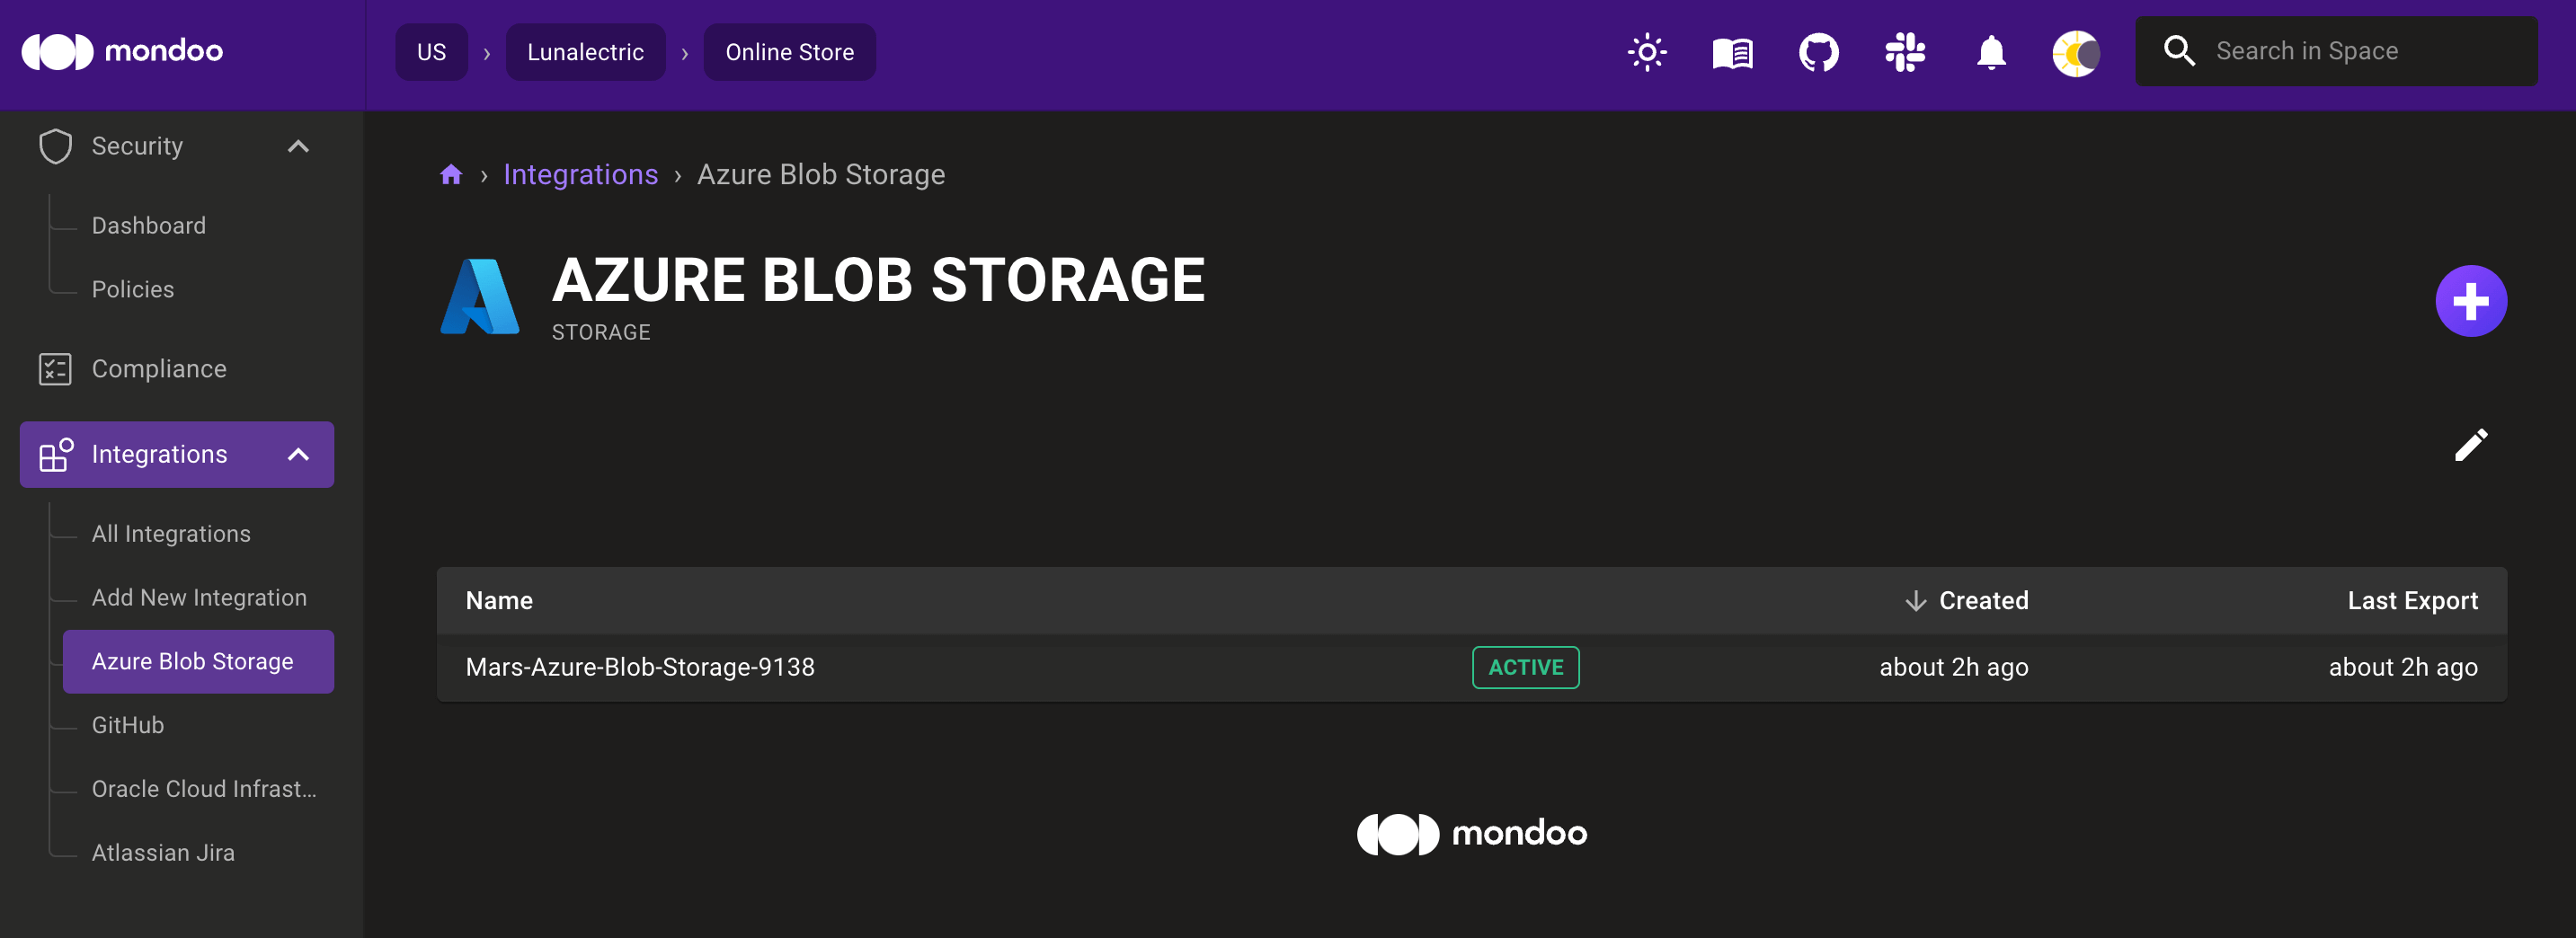 mondoo
US › Lunalectric › Online Store
Search in Space
Security
Dashboard
Policies
Compliance
Integrations
All Integrations
Add New Integration
Azure Blob Storage
GitHub
Oracle Cloud Infrast...
Atlassian Jira
› Integrations › Azure Blob Storage
AZURE BLOB STORAGE
STORAGE
Name Created Last Export
Mars-Azure-Blob-Storage-9138 ACTIVE about 2h ago about 2h ago
mondoo